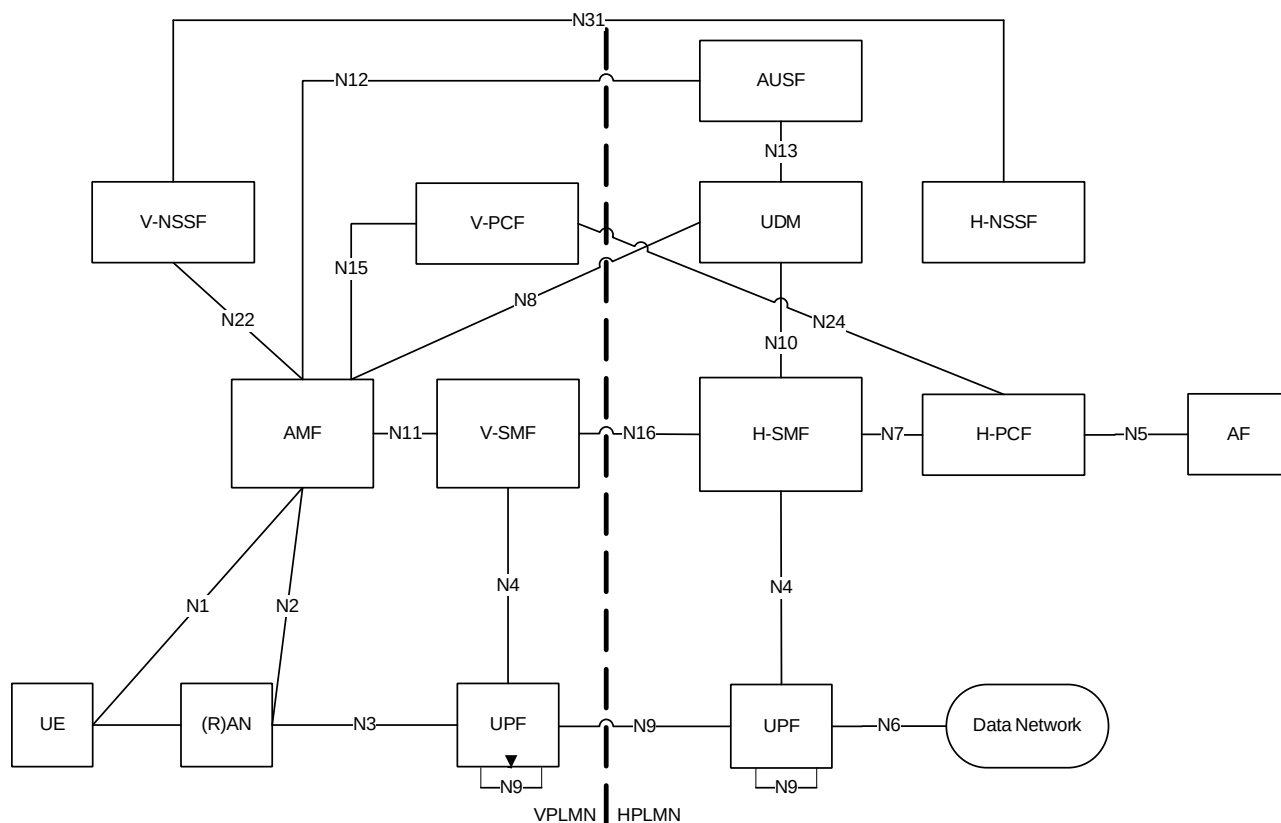 N31
AUSF
N12
N13
V-NSSF
V-PCF
UDM
H-NSSF
N15
N8
N22
N24
N10
AMF
N11
V-SMF
N16
H-SMF
N7
H-PCF
N5
AF
N4
N4
N1
N2
UE
(R)AN
N3
UPF
N9
UPF
N6
Data Network
N9
N9
VPLMN
HPLMN